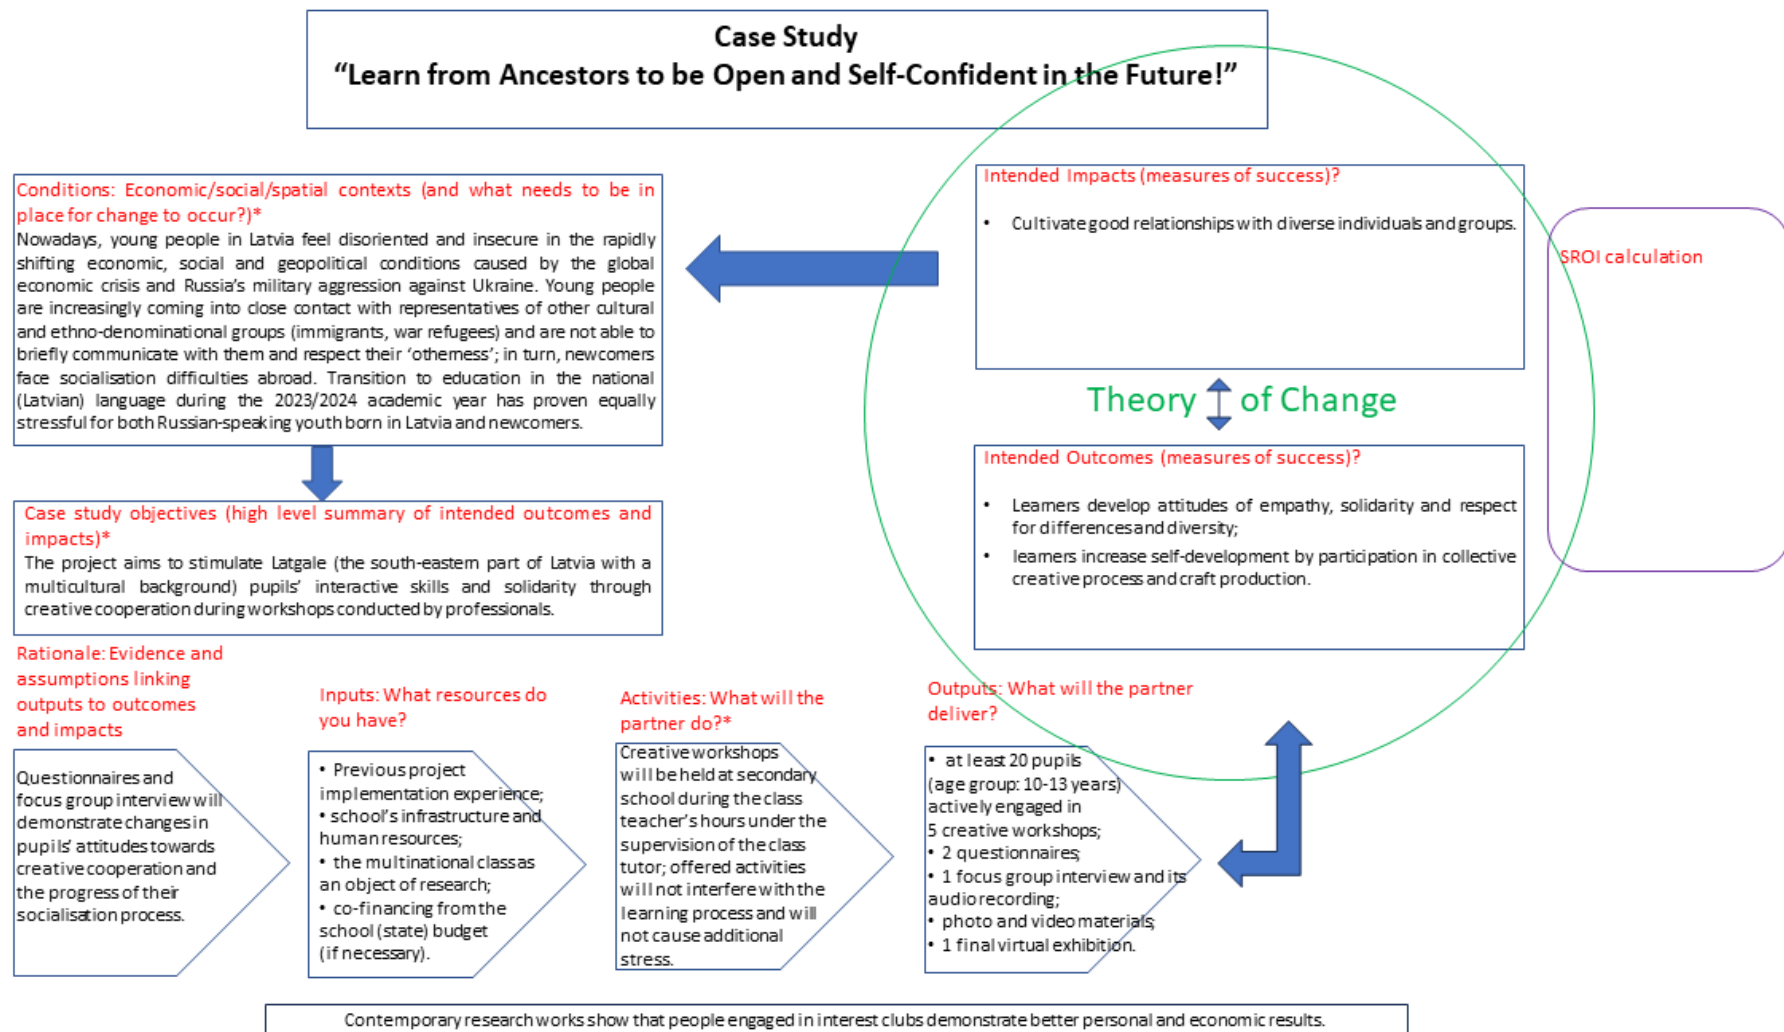 Case Study
“Learn from Ancestors to be Open and Self-Confident in the Future!”
Conditions: Economic/social/spatial contexts (and what needs to be in
place for change to occur?)*
Nowadays, young people in Latvia feel disoriented and insecure in the rapidly
shifting economic, social and geopolitical conditions caused by the global
economic crisis and Russia’s military aggression against Ukraine. Young people
are increasingly coming into close contact with representatives of other cultural
and ethno-denominational groups (immigrants, war refugees) and are not able to
briefly communicate with them and respect their ‘otherness’; in turn, newcomers
face socialisation difficulties abroad. Transition to education in the national
(Latvian) language during the 2023/2024 academic year has proven equally
stressful for both Russian-speaking youth born in Latvia and newcomers.
Case study objectives (high level summary of intended outcomes and
impacts)*
The project aims to stimulate Latgale (the south-eastern part of Latvia with a
multicultural background) pupils’ interactive skills and solidarity through
creative cooperation during workshops conducted by professionals.
Intended Impacts (measures of success)?
• Cultivate good relationships with diverse individuals and groups.
Theory of Change
Intended Outcomes (measures of success)?
• Learners develop attitudes of empathy, solidarity and respect
for differences and diversity;
• learners increase self-development by participation in collective
creative process and craft production.
SROI calculation
Rationale: Evidence and
assumptions linking
outputs to outcomes
and impacts
Questionnaires and
focus group interview will
demonstrate changes in
pupils’ attitudes towards
creative cooperation and
the progress of their
socialisation process.
Inputs: What resources do
you have?
• Previous project
implementation experience;
• school’s infrastructure and
human resources;
• the multinational class as
an object of research;
• co-financing from the
school (state) budget
(if necessary).
Activities: What will the
partner do?*
Creative workshops
will be held at secondary
school during the class
teacher’s hours under the
supervision of the class
tutor; offered activities
will not interfere with the
learning process and will
not cause additional
stress.
Outputs: What will the partner
deliver?
• at least 20 pupils
(age group: 10-13 years)
actively engaged in
5 creative workshops;
• 2 questionnaires;
• 1 focus group interview and its
audio recording;
• photo and video materials;
• 1 final virtual exhibition.
Contemporary research works show that people engaged in interest clubs demonstrate better personal and economic results.